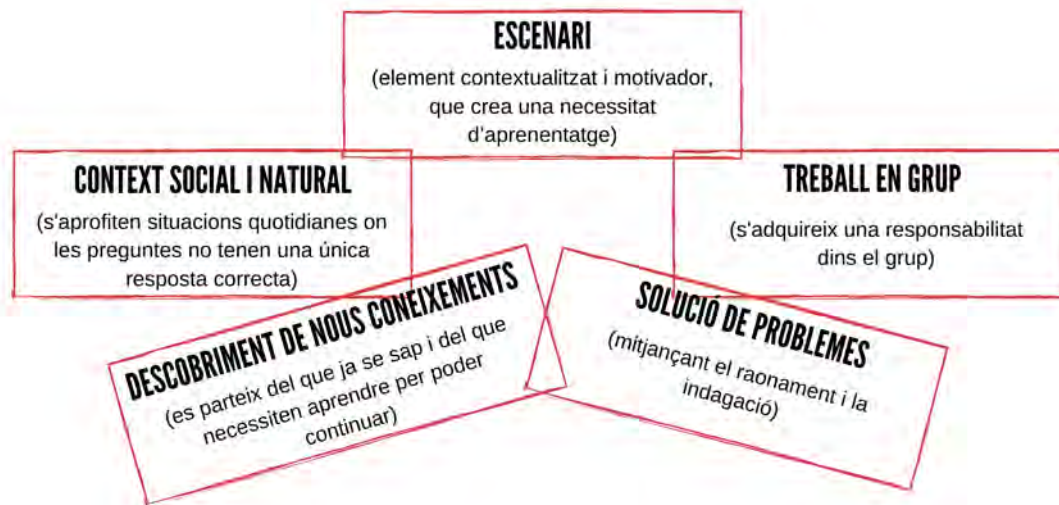 ESCENARI
(element contextualitzat i motivador,
que crea una necessitat
d'aprenentatge)
CONTEXT SOCIAL I NATURAL
(s'aprofiten situacions quotidianes on
les preguntes no tenen una única
resposta correcta)
TREBALL EN GRUP
(s'adquireix una responsabilitat
dins el grup)
DESCOBRIMENT DE NOUS CONEIXEMENTS
(es parteix del que ja se sap i del que
necessiten aprendre per poder
continuar)
SOLUCIÓ DE PROBLEMES
(mitjançant el raonament i la
indagació)